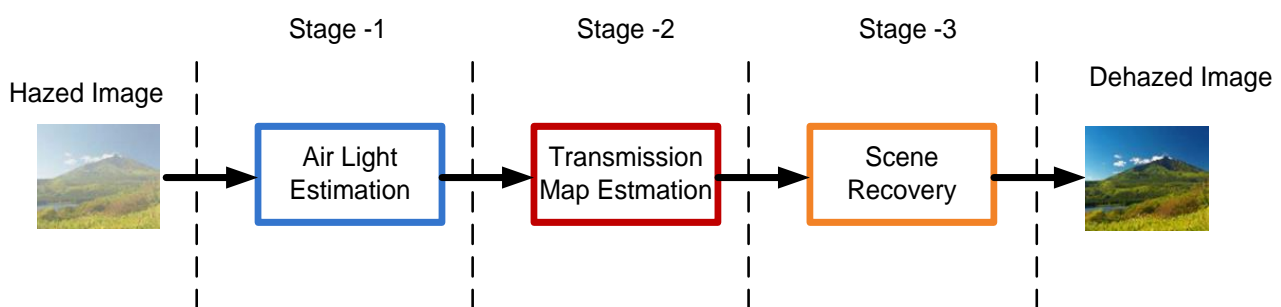 Stage -1
Stage -2
Stage -3
Hazed Image
Dehazed Image
Air Light
Estimation
Transmission
Map Estmation
Scene
Recovery